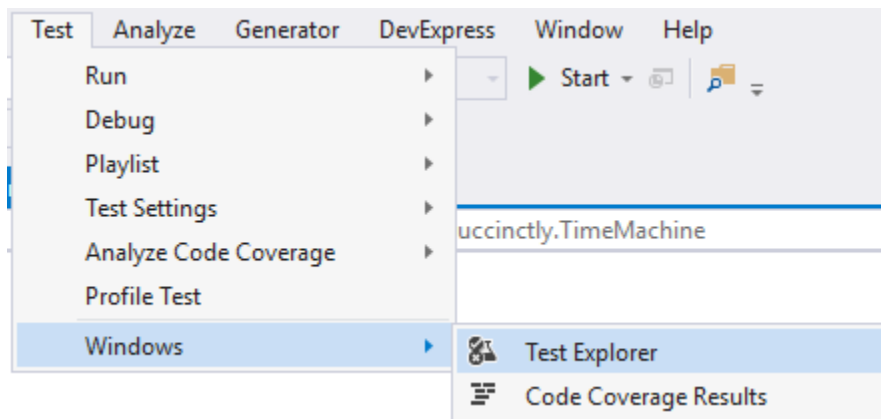 Test Analyze Generator DevExpress Window Help
Run
Start
Debug
Playlist
Test Settings
uccinctly.TimeMachine
Analyze Code Coverage
Profile Test
Windows
Test Explorer
Code Coverage Results